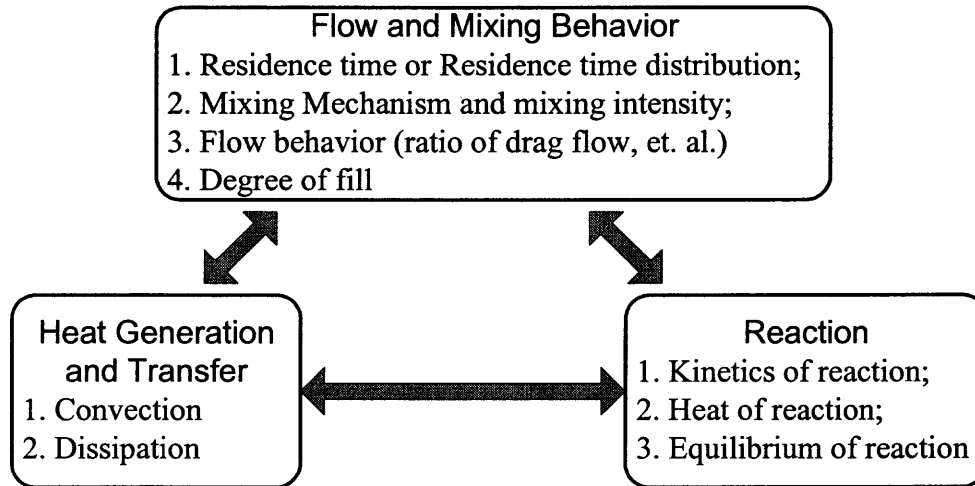 Flow and Mixing Behavior
1. Residence time or Residence time distribution;
2. Mixing Mechanism and mixing intensity;
3. Flow behavior (ratio of drag flow, et. al.)
4. Degree of fill
Heat Generation
and Transfer
1. Convection
2. Dissipation
Reaction
1. Kinetics of reaction;
2. Heat of reaction;
3. Equilibrium of reaction